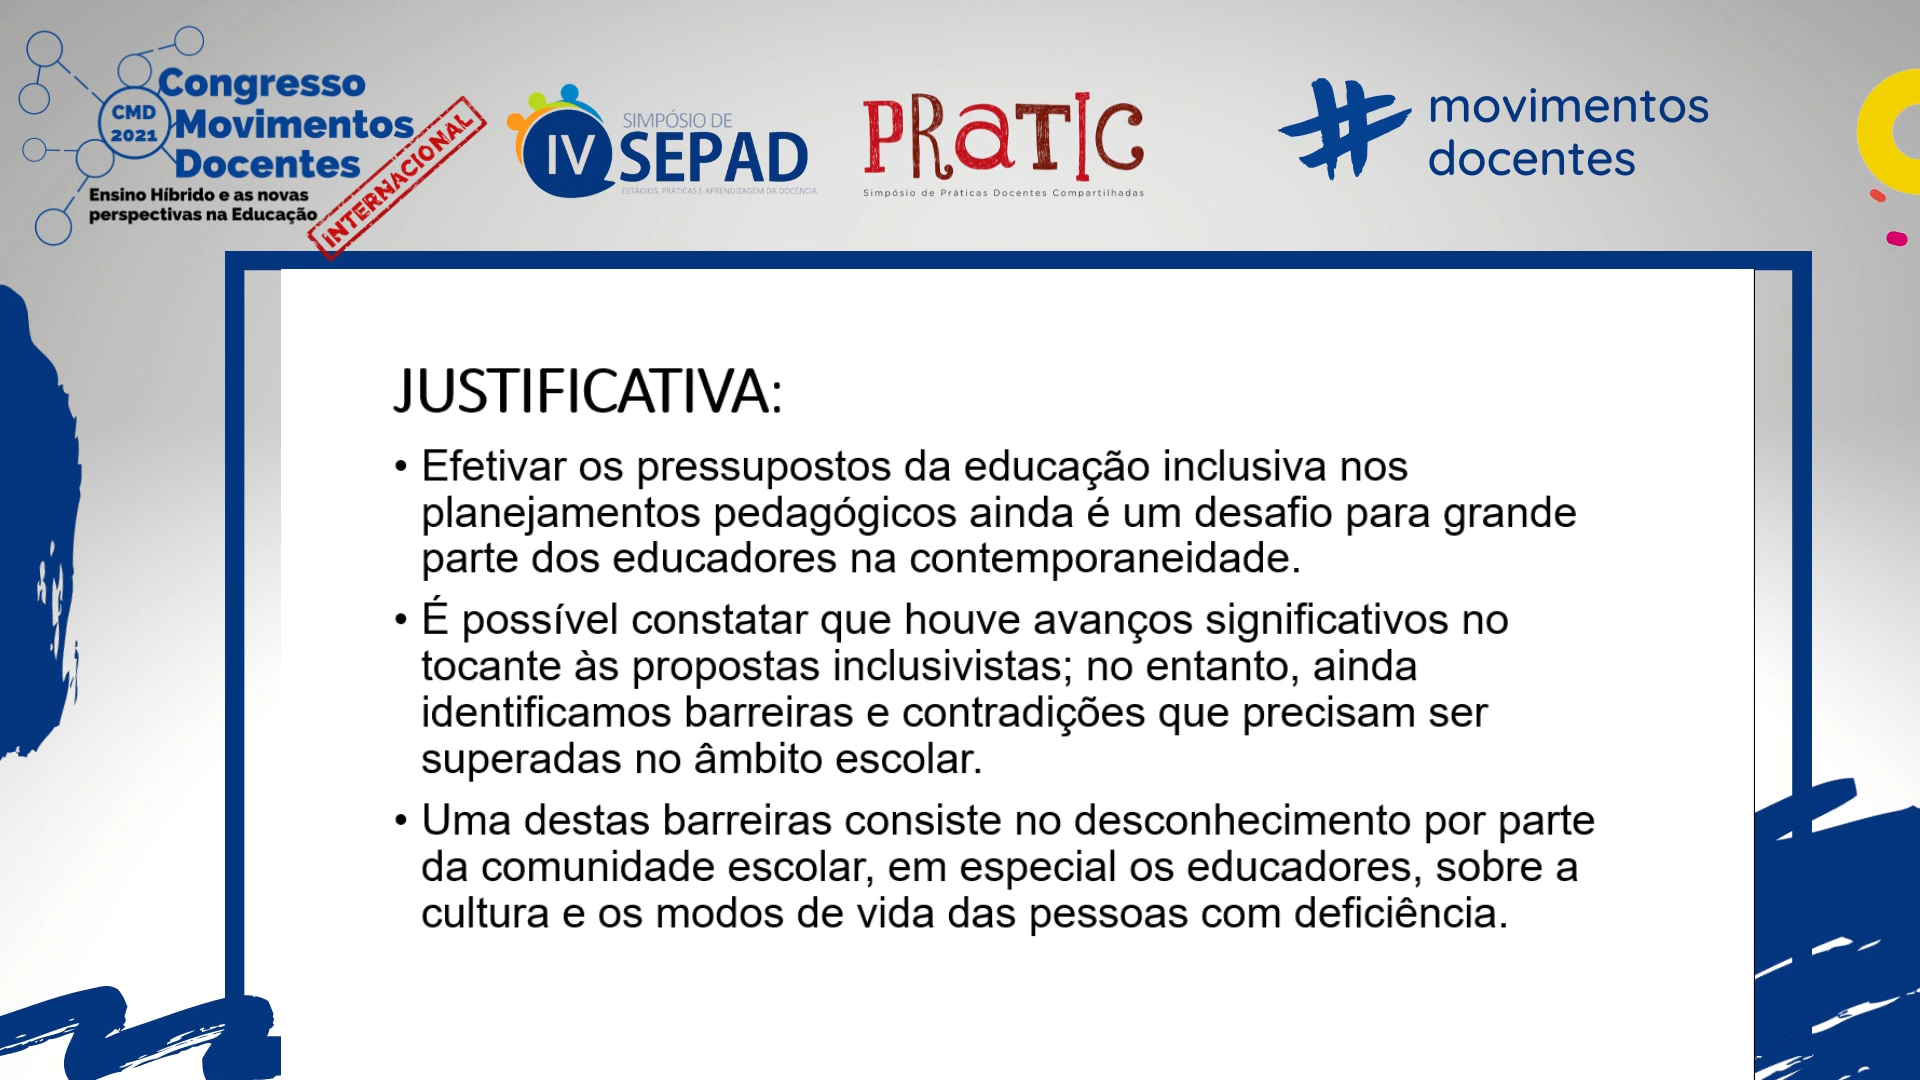 CMD
2021
Congresso
Movimentos
Docentes
Ensino Híbrido e as novas
perspectivas na Educação
INTERNACIONAL
IV
SIMPÓSIO DE
SEPAD
ESTÁGIOS, PRÁTICAS E APRENDIZAGEM DA DOCÊNCIA
PRATIC
Simpósio de Práticas Docentes Compartilhadas
# movimentos
docentes
JUSTIFICATIVA:
• Efetivar os pressupostos da educação inclusiva nos
planejamentos pedagógicos ainda é um desafio para grande
parte dos educadores na contemporaneidade.
• É possível constatar que houve avanços significativos no
tocante às propostas inclusivistas; no entanto, ainda
identificamos barreiras e contradições que precisam ser
superadas no âmbito escolar.
• Uma destas barreiras consiste no desconhecimento por parte
da comunidade escolar, em especial os educadores, sobre a
cultura e os modos de vida das pessoas com deficiência.